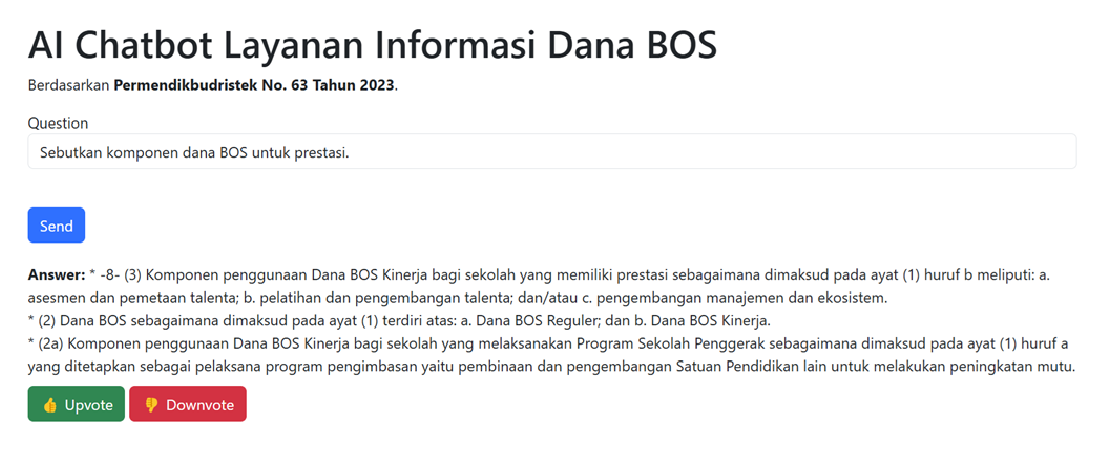 AI Chatbot Layanan Informasi Dana BOS
Berdasarkan Permendikbudristek No. 63 Tahun 2023.
Question
Sebutkan komponen dana BOS untuk prestasi.
Send
Answer: * -8- (3) Komponen penggunaan Dana BOS Kinerja bagi sekolah yang memiliki prestasi sebagaimana dimaksud pada ayat (1) huruf b meliputi: a.
asesmen dan pemetaan talenta; b. pelatihan dan pengembangan talenta; dan/atau c. pengembangan manajemen dan ekosistem.
* (2) Dana BOS sebagaimana dimaksud pada ayat (1) terdiri atas: a. Dana BOS Reguler; dan b. Dana BOS Kinerja.
* (2a) Komponen penggunaan Dana BOS Kinerja bagi sekolah yang melaksanakan Program Sekolah Penggerak sebagaimana dimaksud pada ayat (1) huruf a
yang ditetapkan sebagai pelaksana program pengimbasan yaitu pembinaan dan pengembangan Satuan Pendidikan lain untuk melakukan peningkatan mutu.
👍 Upvote 👎 Downvote